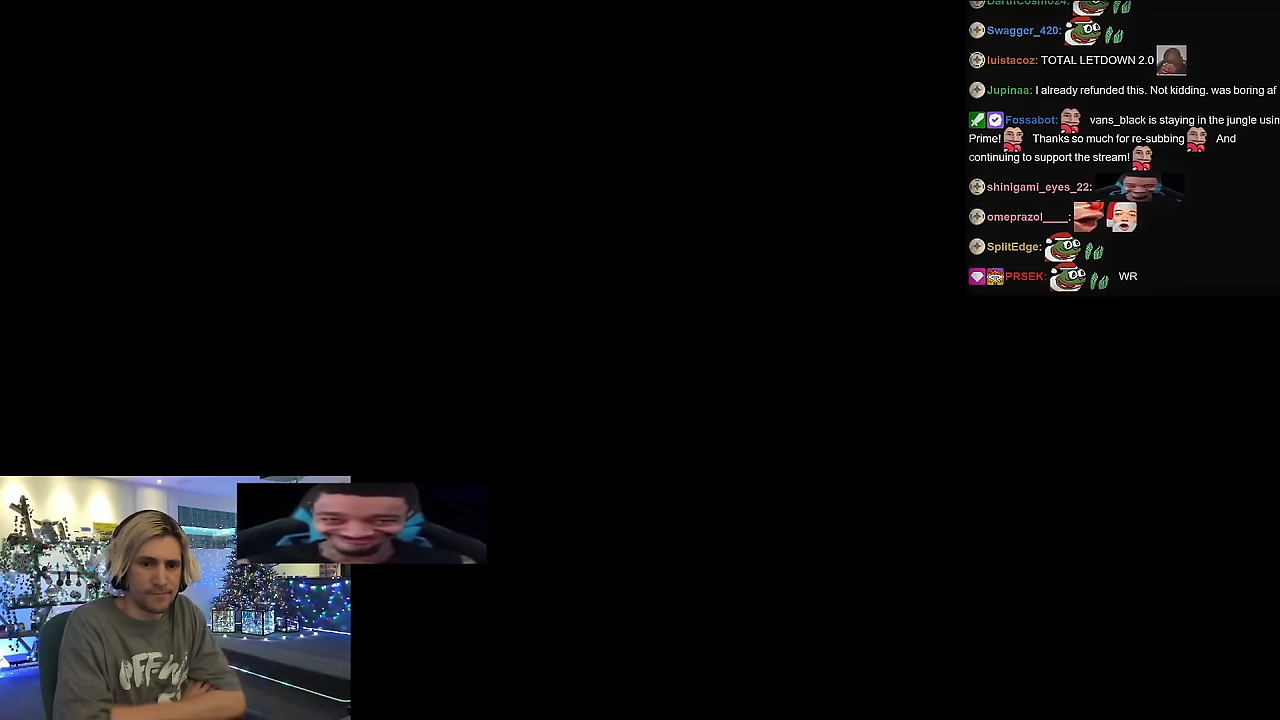 DarthCosmo24:
Swagger_420:
luistacoz: TOTAL LETDOWN 2.0
Jupinaa: I already refunded this. Not kidding. was boring af
Fossabot: vans_black is staying in the jungle usin
Prime! Thanks so much for re-subbing And
continuing to support the stream!
shinigami_eyes_22:
omeprazol____:
SplitEdge:
PRSEK: WR
OFF-W